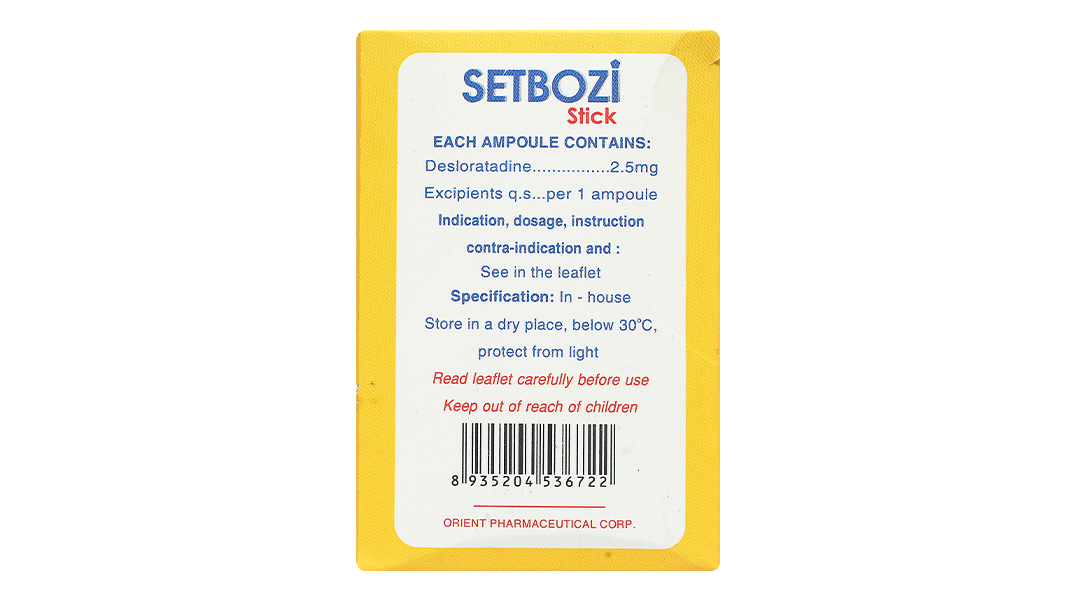 SETBOZi
Stick
EACH AMPOULE CONTAINS:
Desloratadine................2.5mg
Excipients q.s...per 1 ampoule
Indication, dosage, instruction
contra-indication and :
See in the leaflet
Specification: In - house
Store in a dry place, below 30°C,
protect from light
Read leaflet carefully before use
Keep out of reach of children
8 935204 536722
ORIENT PHARMACEUTICAL CORP.